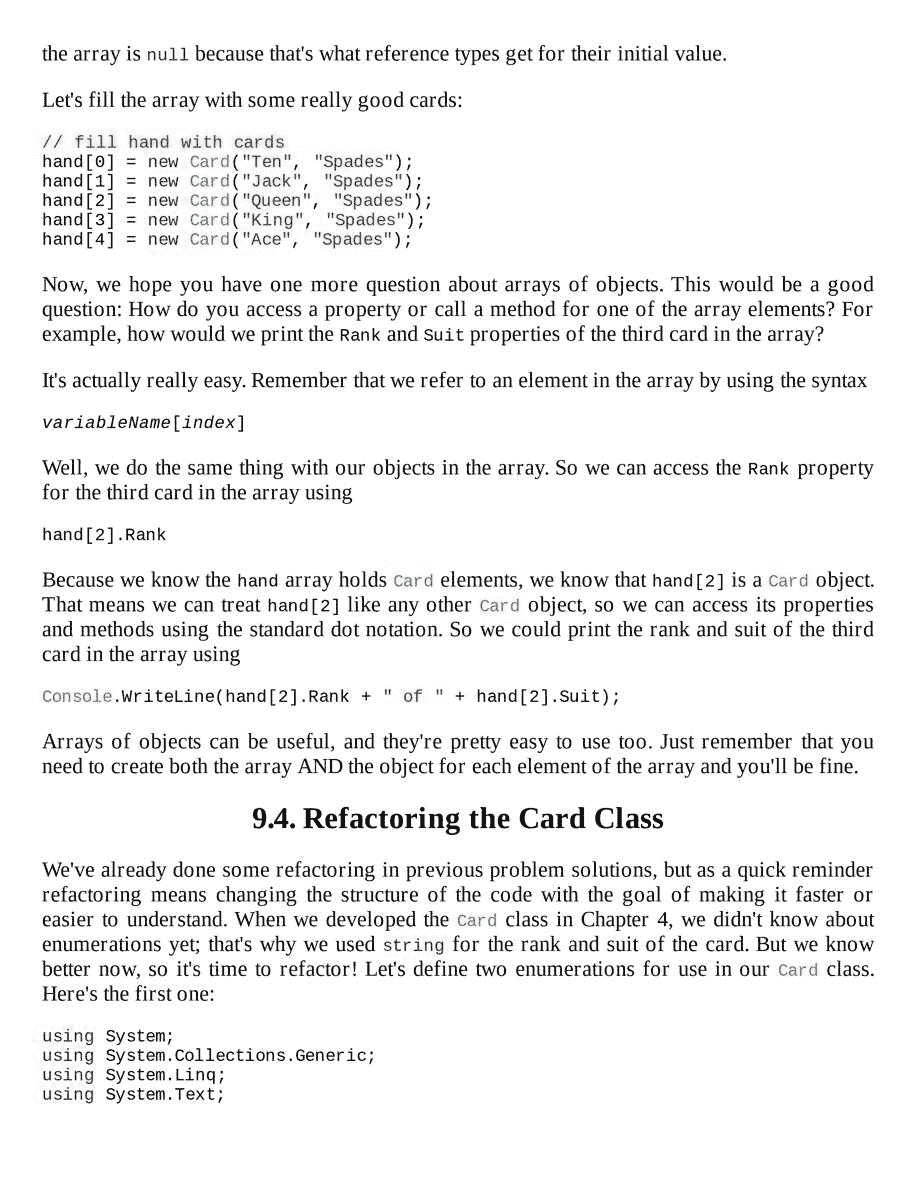 the array is null because that's what reference types get for their initial value.
Let's fill the array with some really good cards:
// fill hand with cards
hand[0] = new Card("Ten", "Spades");
hand[1] = new Card("Jack", "Spades");
hand[2] = new Card("Queen", "Spades");
hand[3] = new Card("King", "Spades");
hand[4] = new Card("Ace", "Spades");
Now, we hope you have one more question about arrays of objects. This would be a good
question: How do you access a property or call a method for one of the array elements? For
example, how would we print the Rank and Suit properties of the third card in the array?
It's actually really easy. Remember that we refer to an element in the array by using the syntax
variableName[index]
Well, we do the same thing with our objects in the array. So we can access the Rank property
for the third card in the array using
hand[2].Rank
Because we know the hand array holds Card elements, we know that hand[2] is a Card object.
That means we can treat hand[2] like any other Card object, so we can access its properties
and methods using the standard dot notation. So we could print the rank and suit of the third
card in the array using
Console.WriteLine(hand[2].Rank + " of " + hand[2].Suit);
Arrays of objects can be useful, and they're pretty easy to use too. Just remember that you
need to create both the array AND the object for each element of the array and you'll be fine.
9.4. Refactoring the Card Class
We've already done some refactoring in previous problem solutions, but as a quick reminder
refactoring means changing the structure of the code with the goal of making it faster or
easier to understand. When we developed the Card class in Chapter 4, we didn't know about
enumerations yet; that's why we used string for the rank and suit of the card. But we know
better now, so it's time to refactor! Let's define two enumerations for use in our Card class.
Here's the first one:
using System;
using System.Collections.Generic;
using System.Linq;
using System.Text;